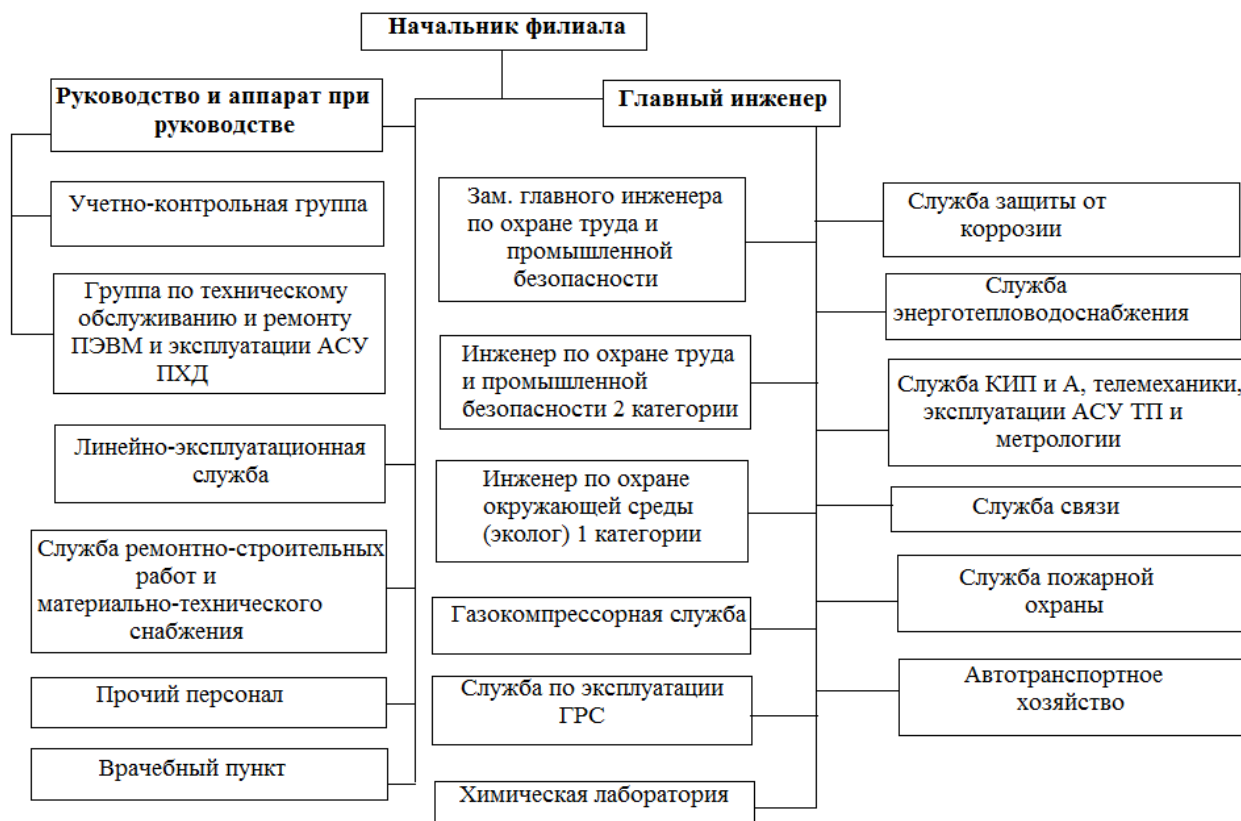 Начальник филиала
Руководство и аппарат при
руководстве
Главный инженер
Учетно-контрольная группа
Группа по техническому
обслуживанию и ремонту
ПЭВМ и эксплуатации АСУ
ПХД
Линейно-эксплуатационная
служба
Служба ремонтно-строительных
работ и
материально-технического
снабжения
Прочий персонал
Врачебный пункт
Зам. главного инженера
по охране труда и
промышленной
безопасности
Инженер по охране труда
и промышленной
безопасности 2 категории
Инженер по охране
окружающей среды
(эколог) 1 категории
Газокомпрессорная служба
Служба по эксплуатации
ГРС
Химическая лаборатория
Служба защиты от
коррозии
Служба
энерготепловодоснабжения
Служба КИП и А, телемеханики,
эксплуатации АСУ ТП и
метрологии
Служба связи
Служба пожарной
охраны
Автотранспортное
хозяйство